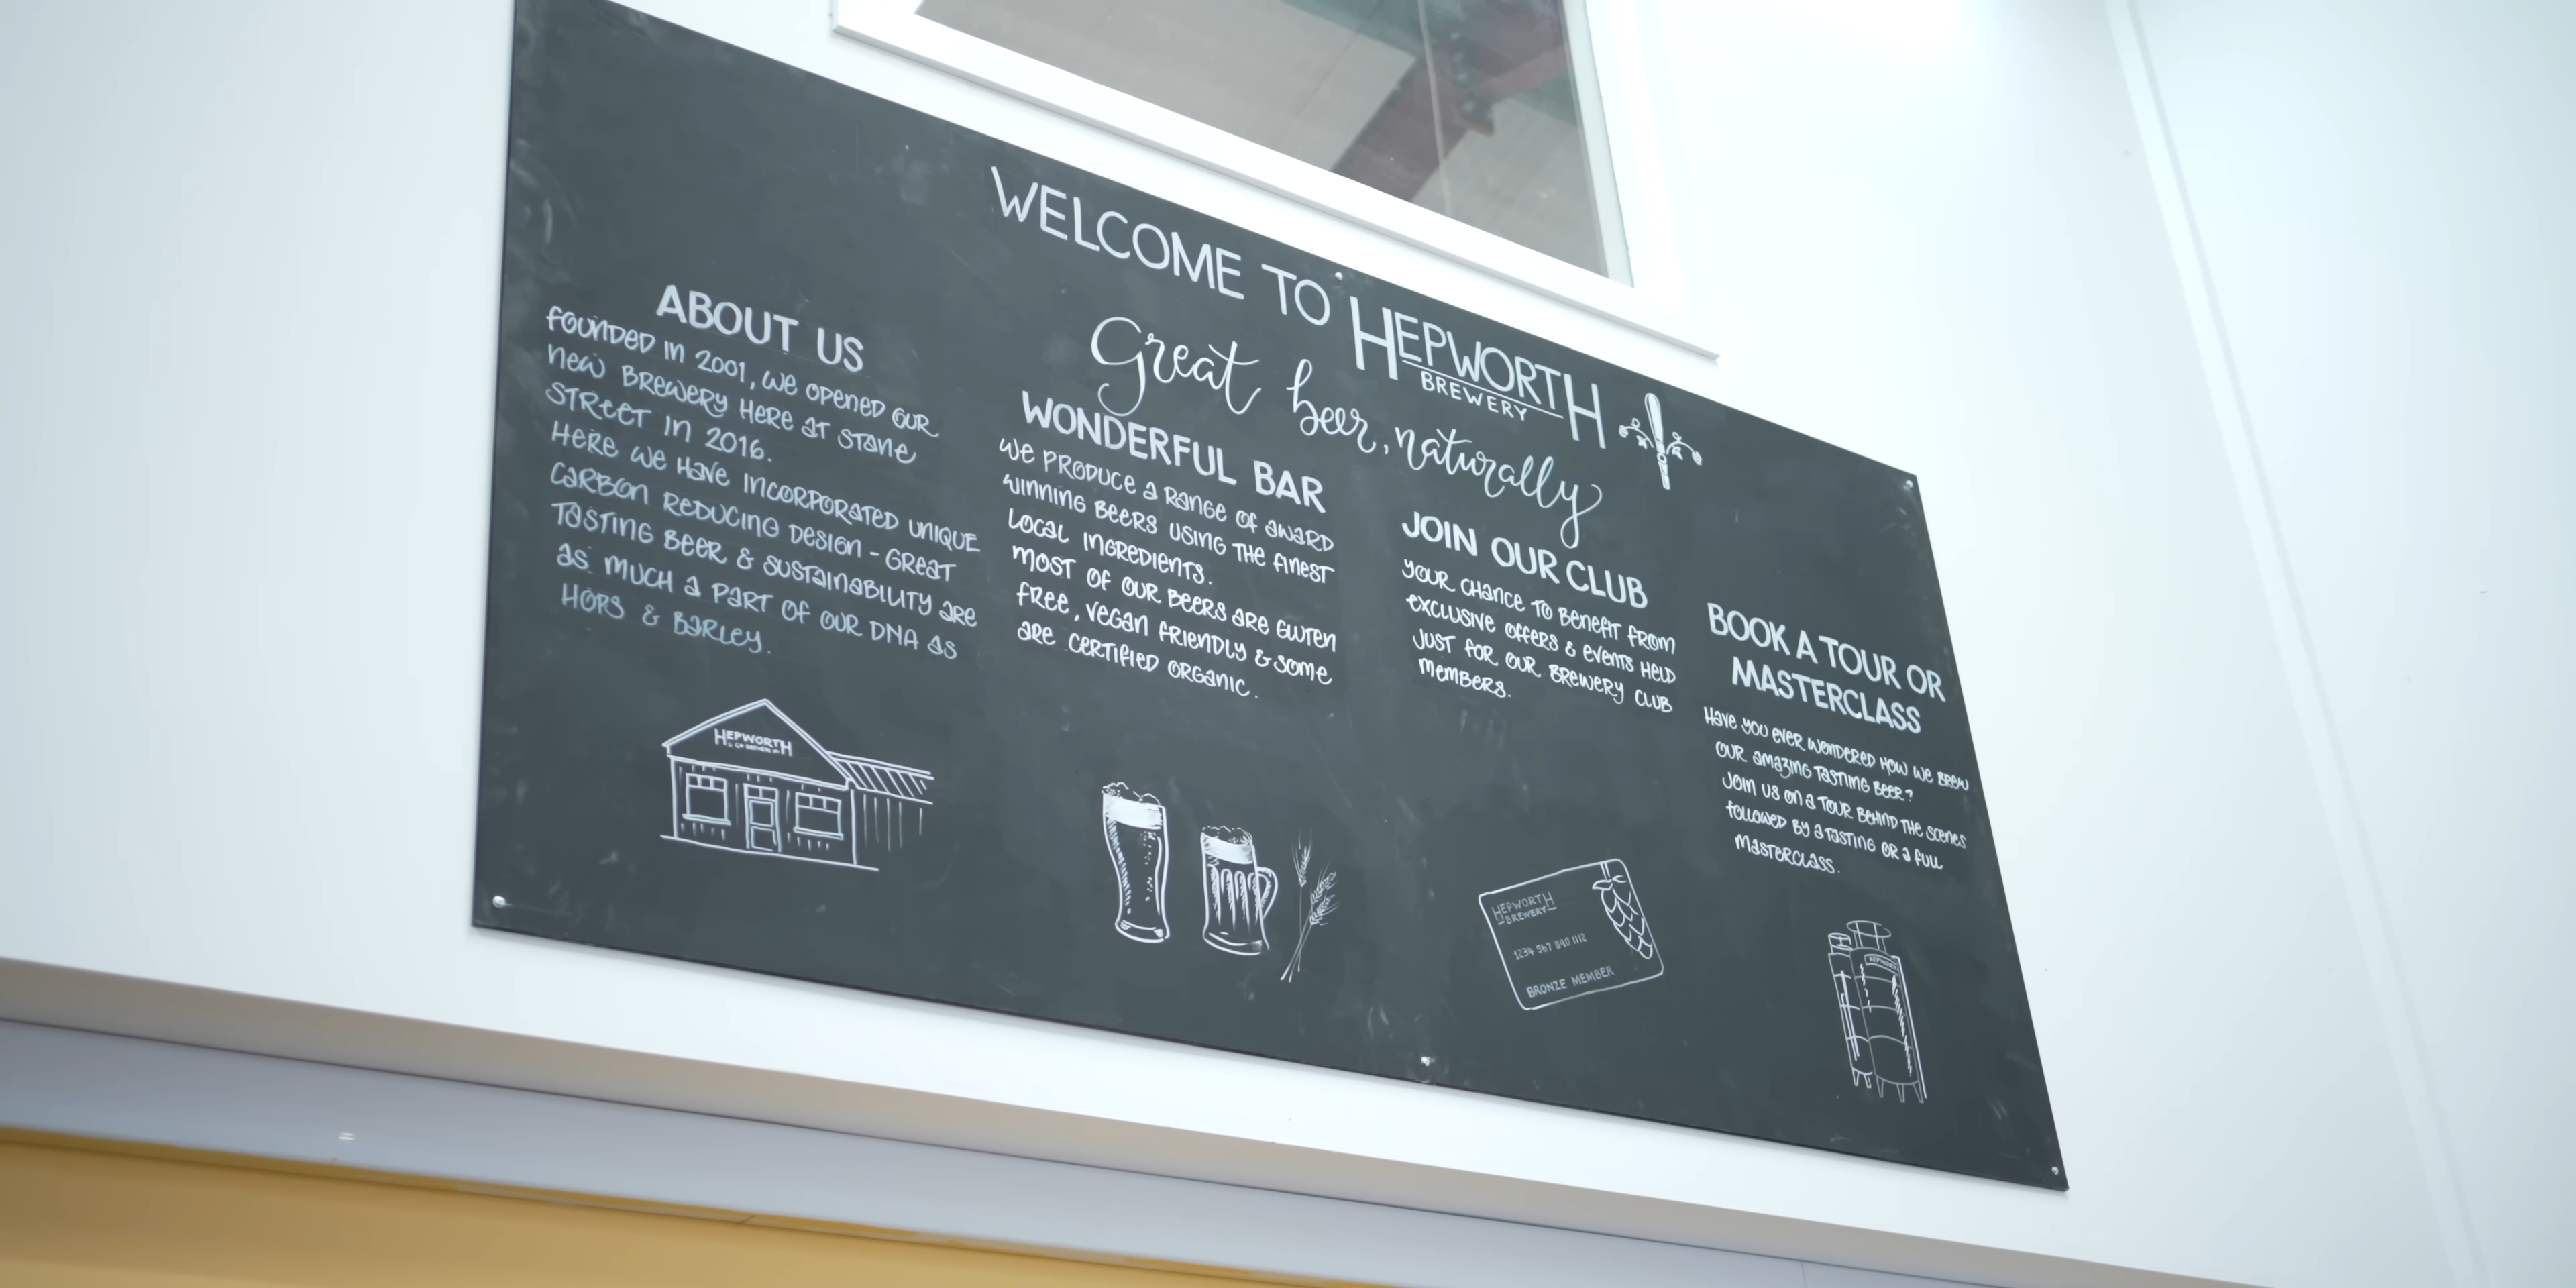 WELCOME TO HEPWORTH
BREWERY
Great beer, naturally
ABOUT US
FOUNDED IN 2001, WE OPENED OUR
NEW BREWERY HERE AT STANE
STREET IN 2016.
HERE WE HAVE INCORPORATED UNIQUE
CARBON REDUCING DESIGN - GREAT
TASTING BEER & SUSTAINABILITY ARE
AS MUCH A PART OF OUR DNA AS
HOPS & BARLEY.
HEPWORTH
WONDERFUL BAR
WE PRODUCE A RANGE OF AWARD
WINNING BEERS USING THE FINEST
LOCAL INGREDIENTS.
MOST OF OUR BEERS ARE GLUTEN
FREE, VEGAN FRIENDLY & SOME
ARE CERTIFIED ORGANIC.
JOIN OUR CLUB
YOUR CHANCE TO BENEFIT FROM
EXCLUSIVE OFFERS & EVENTS HELD
JUST FOR OUR BREWERY CLUB
MEMBERS.
HEPWORTH
BREWERY
1234 567 890 1112
BRONZE MEMBER
BOOK A TOUR OR
MASTERCLASS
HAVE YOU EVER WONDERED HOW WE BREW
OUR AMAZING TASTING BEER?
JOIN US ON A TOUR BEHIND THE SCENES
FOLLOWED BY A TASTING OR A FULL
MASTERCLASS.
HEPWORTH